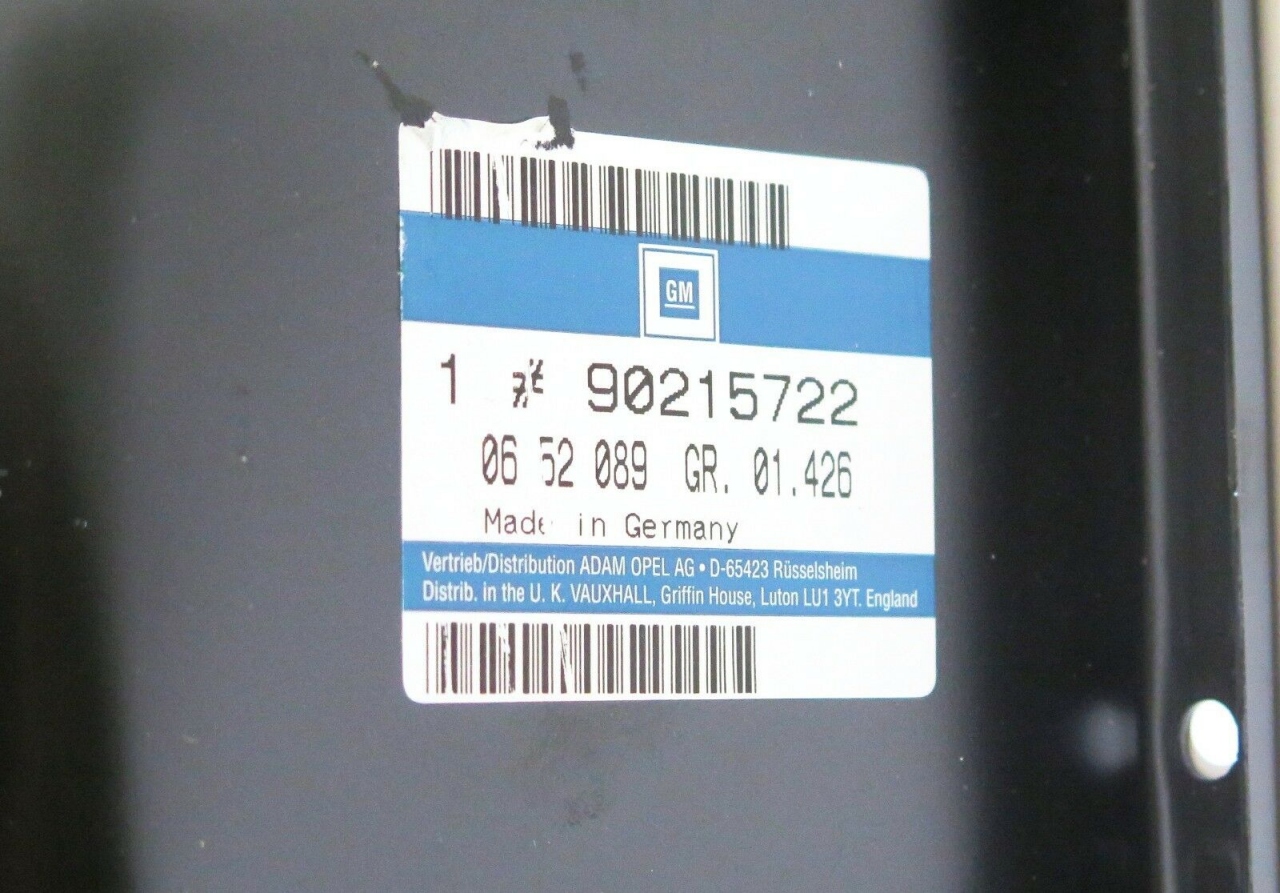 GM
1 90215722
06 52 089 GR. 01.426
Made in Germany
Vertrieb/Distribution ADAM OPEL AG • D-65423 Rüsselsheim
Distrib. in the U. K. VAUXHALL, Griffin House, Luton LU1 3YT. England